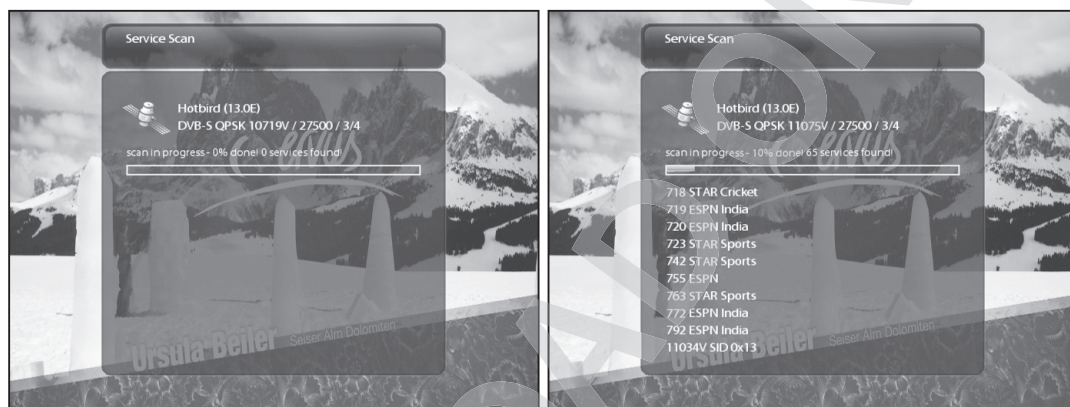 Service Scan
Hotbird (13.0E)
DVB-S QPSK 10719V / 27500 / 3/4
scan in progress - 0% done! 0 services found!
Ursula Beiler
Seiser Alm Dolomiten
Service Scan
Hotbird (13.0E)
DVB-S QPSK 11075V / 27500 / 3/4
scan in progress - 10% done! 65 services found!
718 STAR Cricket
719 ESPN India
720 ESPN India
723 STAR Sports
742 STAR Sports
755 ESPN
763 STAR Sports
772 ESPN India
792 ESPN India
11034V SID 0x13
Beiler
Seiser Alm Dolomiten